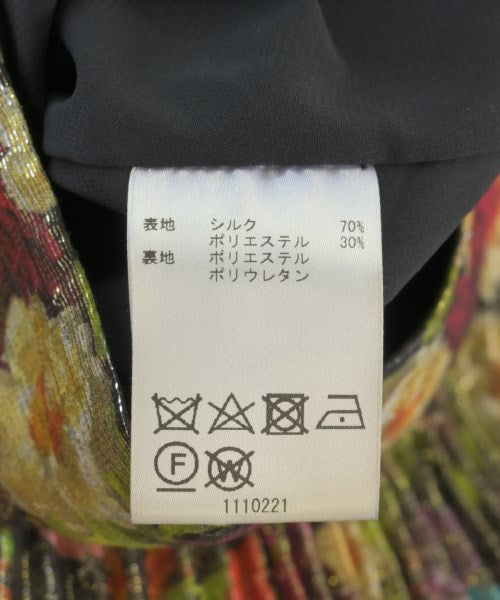 表地 シルク 70%
ポリエステル 30%
裏地 ポリエステル
ポリウレタン
F W
1110221